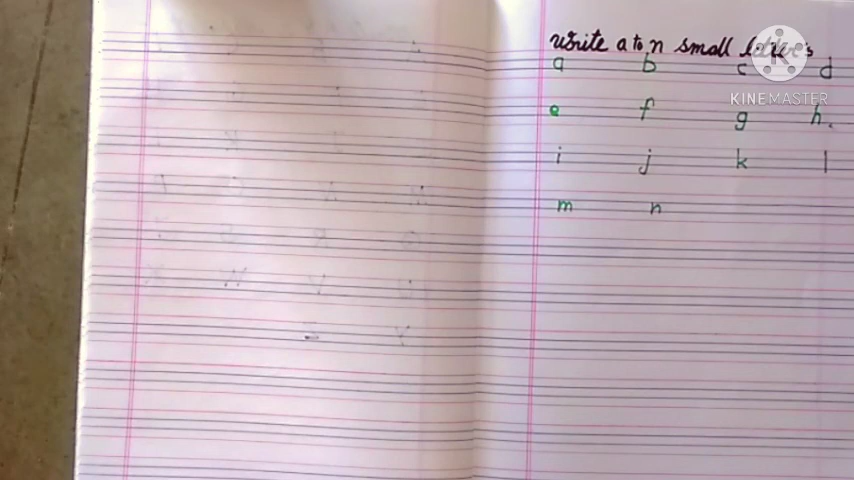 write a to n small letters
a b c d
KINEMASTER
e f g h.
i j k l
m n